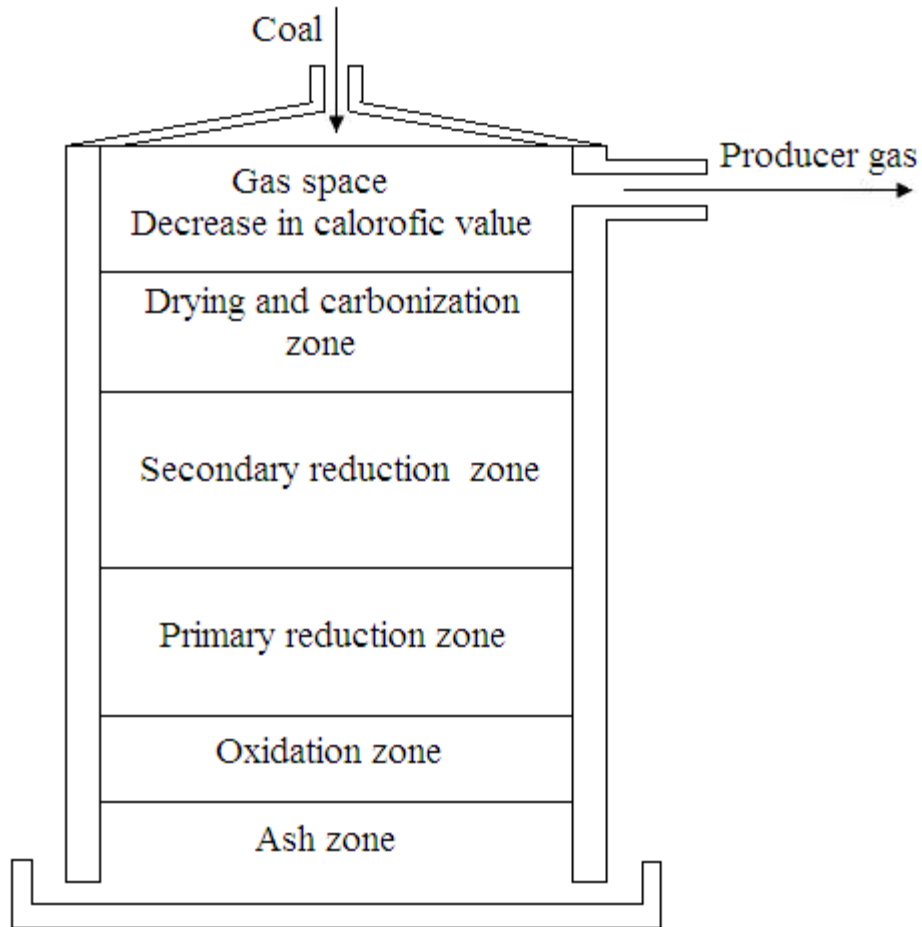 Coal
Producer gas
Gas space
Decrease in calorofic value
Drying and carbonization
zone
Secondary reduction zone
Primary reduction zone
Oxidation zone
Ash zone